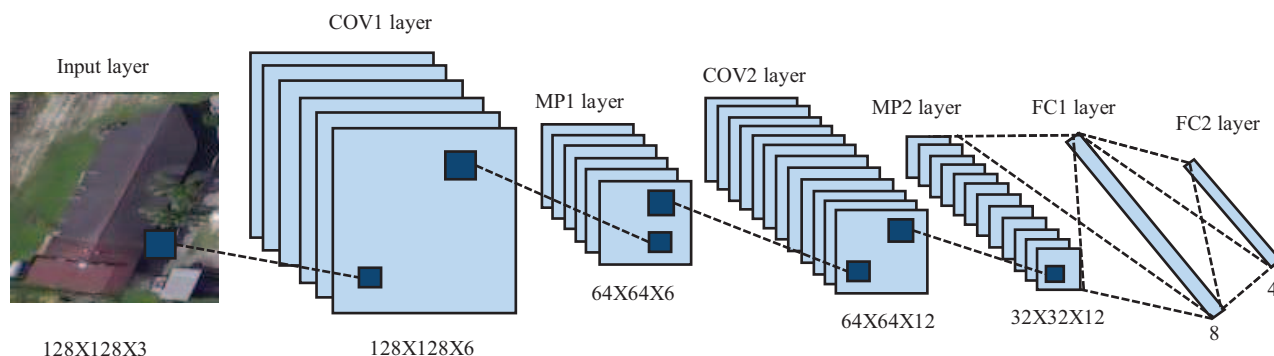 Input layer
COV1 layer
MP1 layer
COV2 layer
MP2 layer
FC1 layer
FC2 layer
128X128X3
128X128X6
64X64X6
64X64X12
32X32X12
8
4